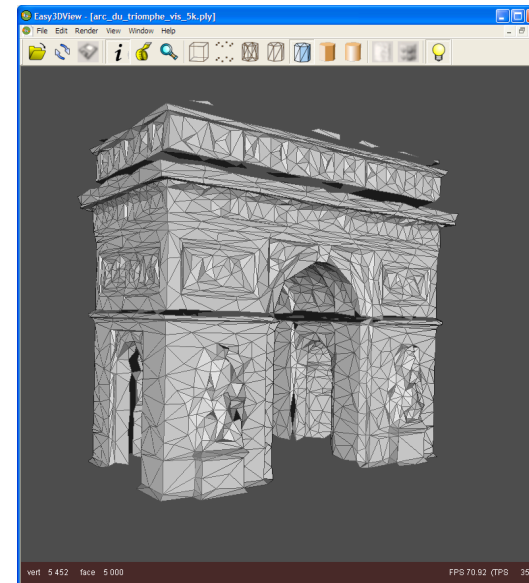 Easy3DView - [arc_du_triomphe_vis_5k.ply]
File Edit Render View Window Help
vert 5 452 face 5 000 FPS 70.92 (TPS 35